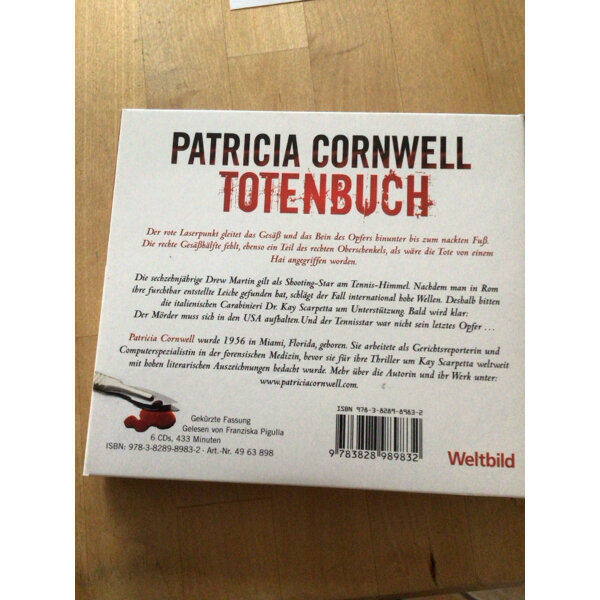 PATRICIA CORNWELL
TOTENBUCH
Der rote Laserpunkt gleitet das Gesäß und das Bein des Opfers hinunter bis zum nackten Fuß.
Die rechte Gesäßhälfte fehlt, ebenso ein Teil des rechten Oberschenkels, als wäre die Tote von einem
Hai angegriffen worden.
Die sechzehnjährige Drew Martin gilt als Shooting-Star am Tennis-Himmel. Nachdem man in Rom
ihre furchtbar entstellte Leiche gefunden hat, schlägt der Fall international hohe Wellen. Deshalb bitten
die italienischen Carabinieri Dr. Kay Scarpetta um Unterstützung. Bald wird klar:
Der Mörder muss sich in den USA aufhalten.Und der Tennisstar war nicht sein letztes Opfer …
Patricia Cornwell wurde 1956 in Miami, Florida, geboren. Sie arbeitete als Gerichtsreporterin und
Computerspezialistin in der forensischen Medizin, bevor sie für ihre Thriller um Kay Scarpetta weltweit
mit hohen literarischen Auszeichnungen bedacht wurde. Mehr über die Autorin und ihr Werk unter:
www.patriciacornwell.com.
Gekürzte Fassung
Gelesen von Franziska Pigulla
6 CDs, 433 Minuten
ISBN: 978-3-8289-8983-2 - Art.-Nr. 49 63 898
ISBN 978-3-8289-8983-2
9 783828 989832
Weltbild